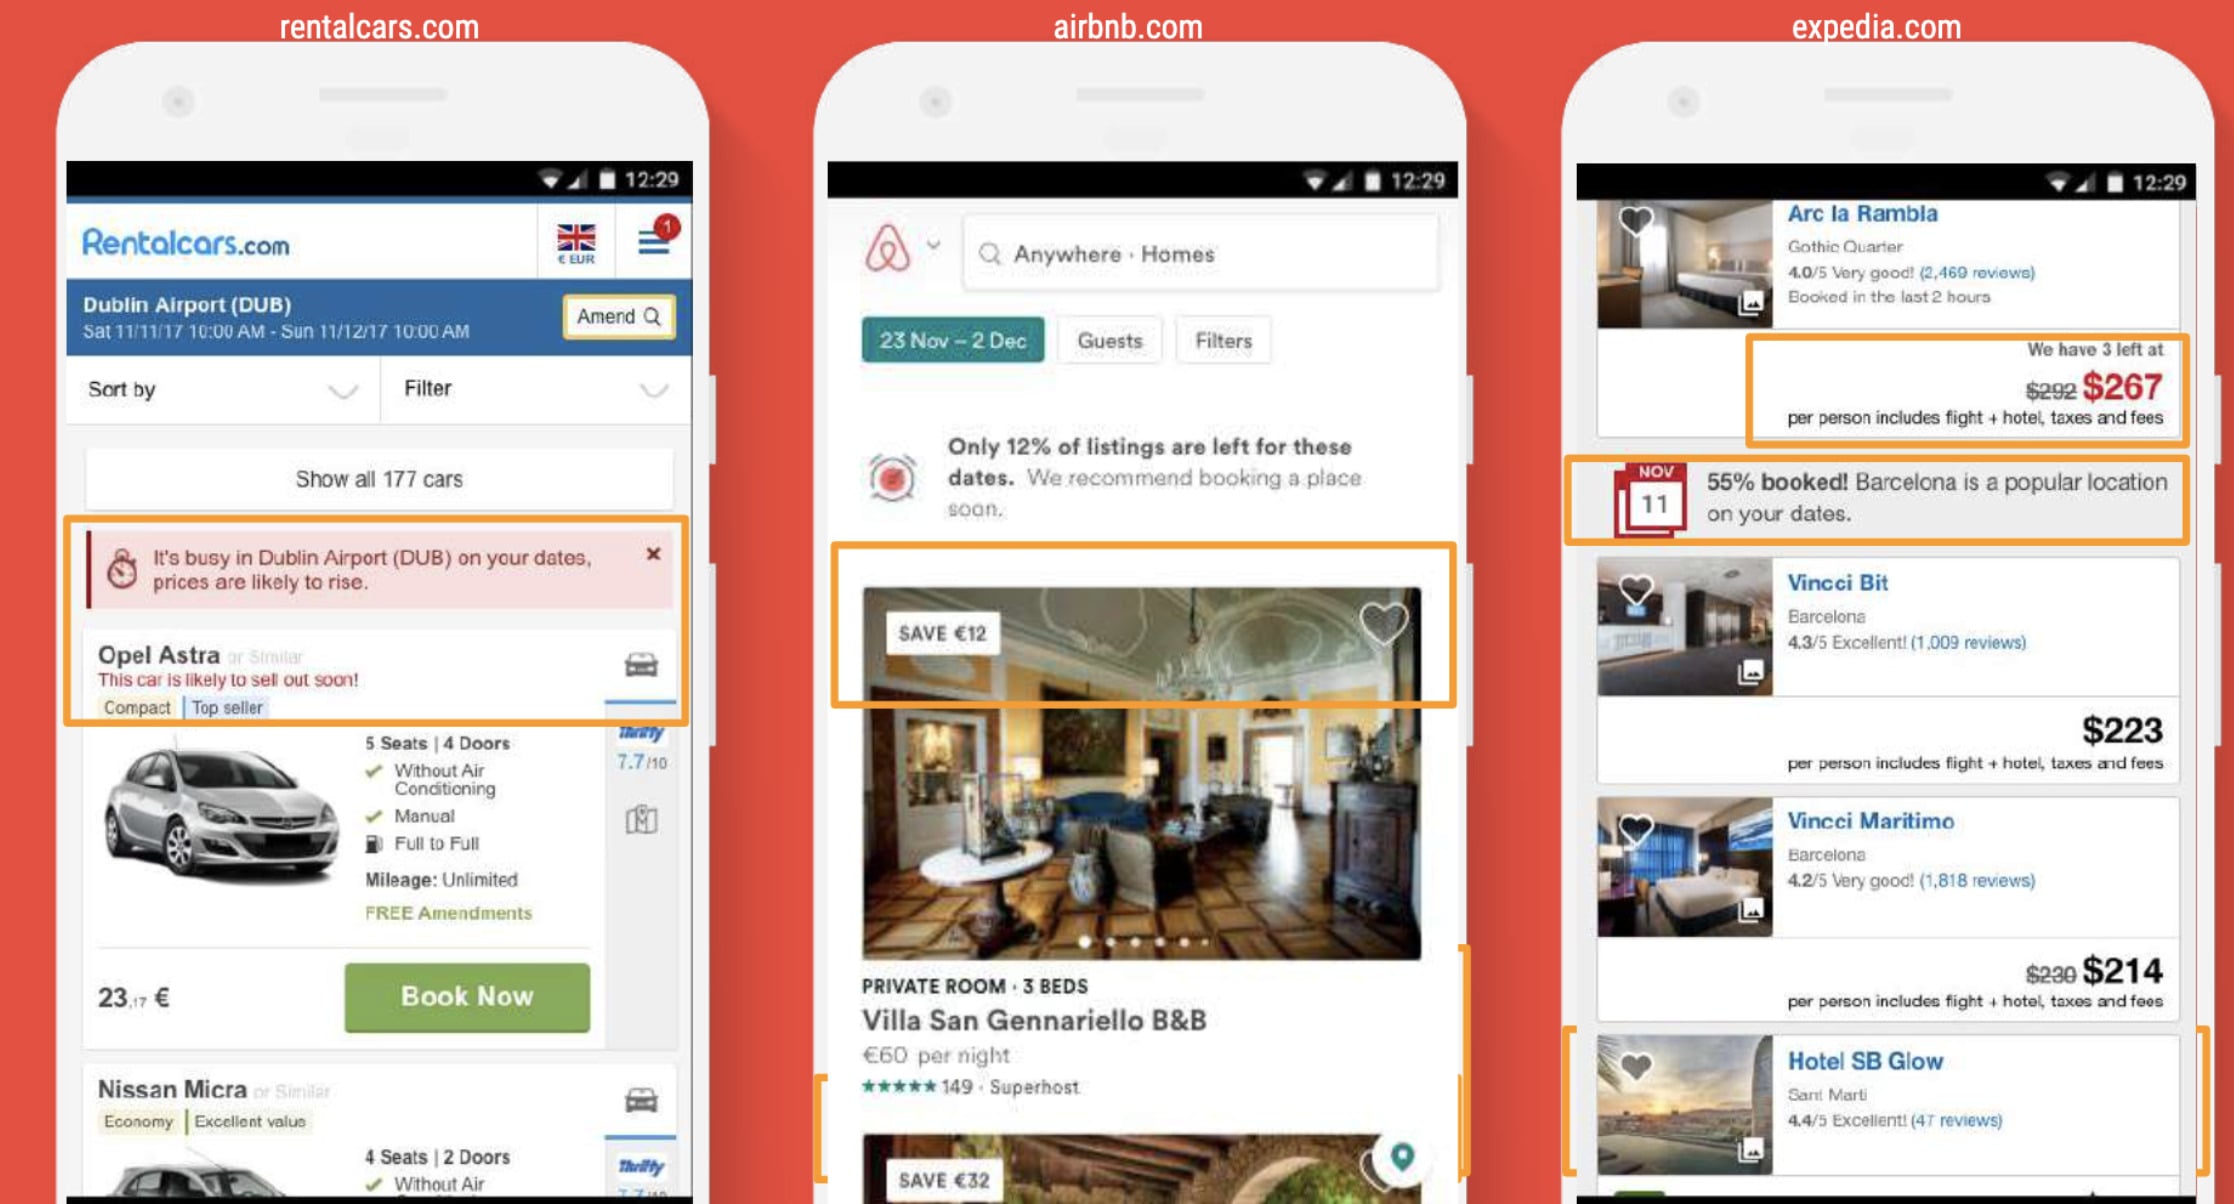 rentalcars.com
12:29
Rentalcars.com
€ EUR
1
Dublin Airport (DUB)
Sat 11/11/17 10:00 AM - Sun 11/12/17 10:00 AM
Amend
Sort by
Filter
Show all 177 cars
It's busy in Dublin Airport (DUB) on your dates,
prices are likely to rise.
Opel Astra or Similar
This car is likely to sell out soon!
Compact
Top seller
5 Seats | 4 Doors
Without Air
Conditioning
Manual
Full to Full
Mileage: Unlimited
FREE Amendments
Thrifty
7.7/10
23,17 €
Book Now
Nissan Micra or Similar
Economy
Excellent value
4 Seats | 2 Doors
Without Air
Thrifty
airbnb.com
12:29
Anywhere · Homes
23 Nov – 2 Dec
Guests
Filters
Only 12% of listings are left for these
dates. We recommend booking a place
soon.
SAVE €12
PRIVATE ROOM · 3 BEDS
Villa San Gennariello B&B
€60 per night
149 · Superhost
SAVE €32
expedia.com
12:29
Arc la Rambla
Gothic Quarter
4.0/5 Very good! (2,469 reviews)
Booked in the last 2 hours
We have 3 left at
$292 $267
per person includes flight + hotel, taxes and fees
NOV
11
55% booked! Barcelona is a popular location
on your dates.
Vincci Bit
Barcelona
4.3/5 Excellent! (1,009 reviews)
$223
per person includes flight + hotel, taxes and fees
Vincci Maritimo
Barcelona
4.2/5 Very good! (1,818 reviews)
$230 $214
per person includes flight + hotel, taxes and fees
Hotel SB Glow
Sant Marti
4.4/5 Excellent! (47 reviews)